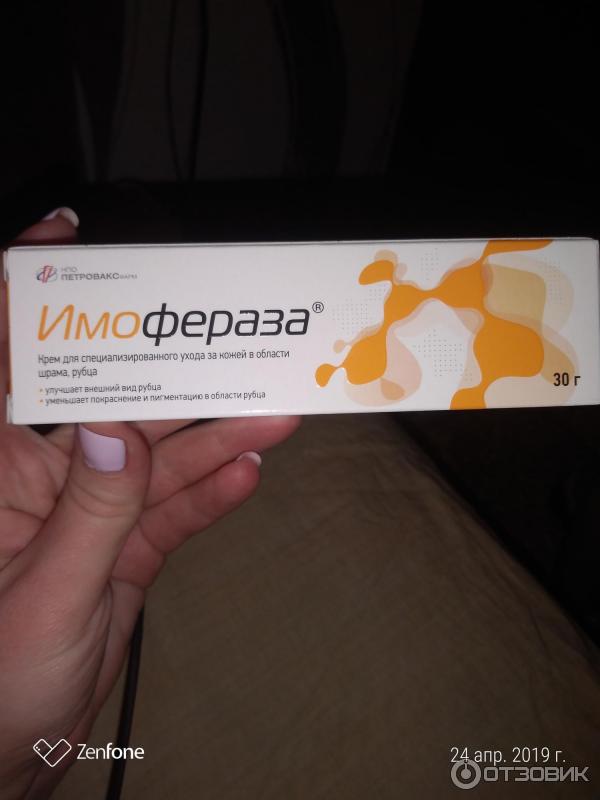 НПО
ПЕТРОВАКС ФАРМ
Имофераза®
Крем для специализированного ухода за кожей в области
шрама, рубца
• улучшает внешний вид рубца
• уменьшает покраснение и пигментацию в области рубца
30 г
Zenfone
24 апр. 2019 г.
ОТЗОВИК